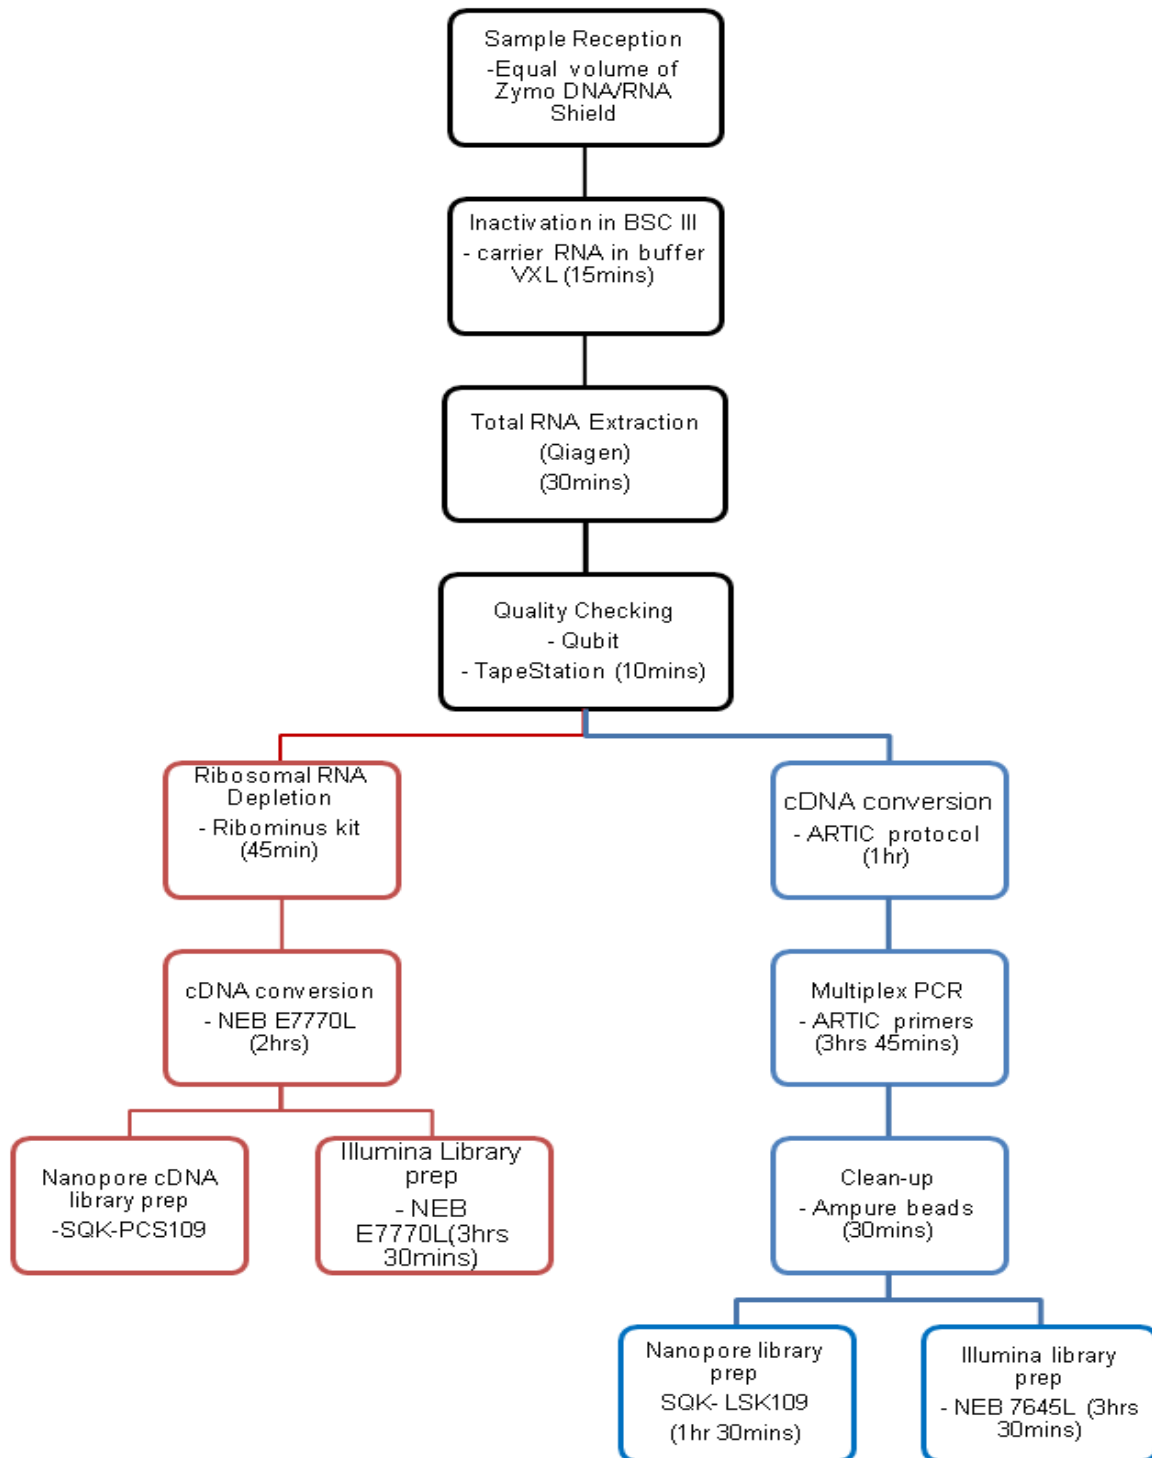 Sample Reception
-Equal volume of
Zymo DNA/RNA
Shield
Inactivation in BSC III
- carrier RNA in buffer
VXL (15mins)
Total RNA Extraction
(Qiagen)
(30mins)
Quality Checking
- Qubit
- TapeStation (10mins)
Ribosomal RNA
Depletion
- Ribominus kit
(45min)
cDNA conversion
- ARTIC protocol
(1hr)
cDNA conversion
- NEB E7770L
(2hrs)
Multiplex PCR
- ARTIC primers
(3hrs 45mins)
Nanopore cDNA
library prep
-SQK-PCS109
Illumina Library
prep
- NEB
E7770L(3hrs
30mins)
Clean-up
- Ampure beads
(30mins)
Nanopore library
prep
SQK- LSK109
(1hr 30mins)
Illumina library
prep
- NEB 7645L (3hrs
30mins)